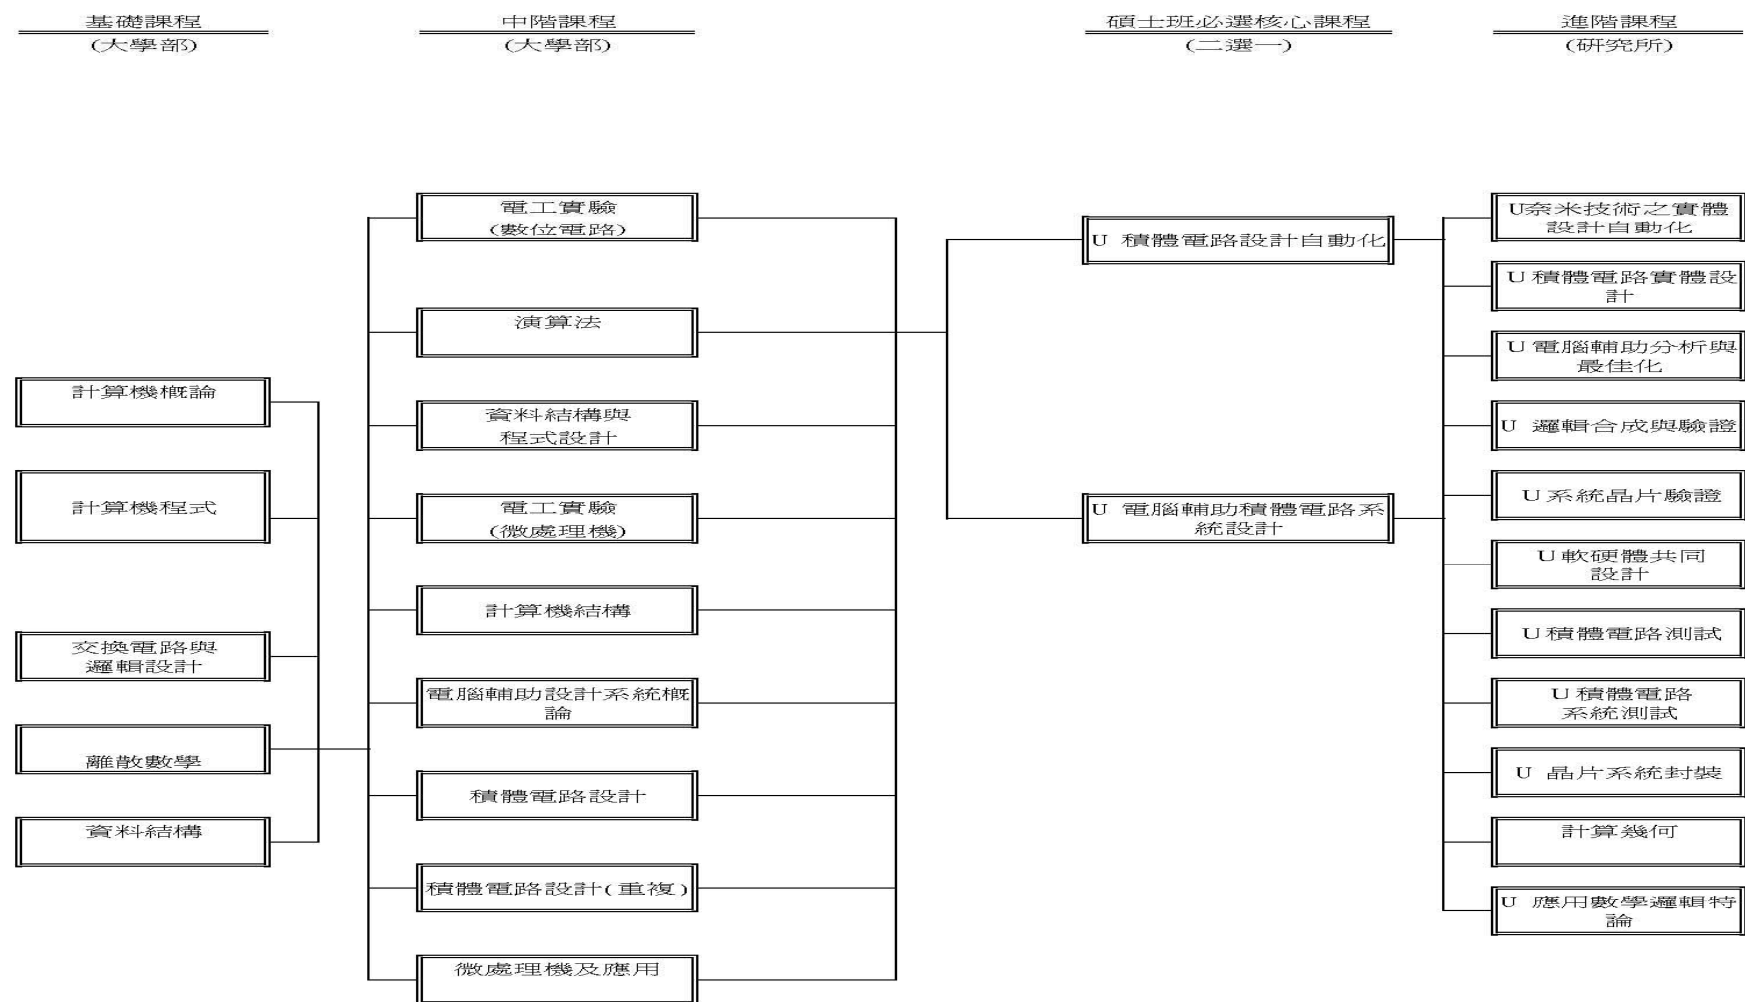 基礎課程
(大學部)
中階課程
(大學部)
碩士班必選核心課程
(二選一)
進階課程
(研究所)
計算機概論
計算機程式
交換電路與
邏輯設計
離散數學
資料結構
電工實驗
(數位電路)
演算法
資料結構與
程式設計
電工實驗
(微處理機)
計算機結構
電腦輔助設計系統概
論
積體電路設計
積體電路設計(重複)
微處理機及應用
U 積體電路設計自動化
U 電腦輔助積體電路系
統設計
U奈米技術之實體
設計自動化
U積體電路實體設
計
U電腦輔助分析與
最佳化
U 邏輯合成與驗證
U系統晶片驗證
U軟硬體共同
設計
U積體電路測試
U積體電路
系統測試
U 晶片系統封裝
計算幾何
U 應用數學邏輯特
論